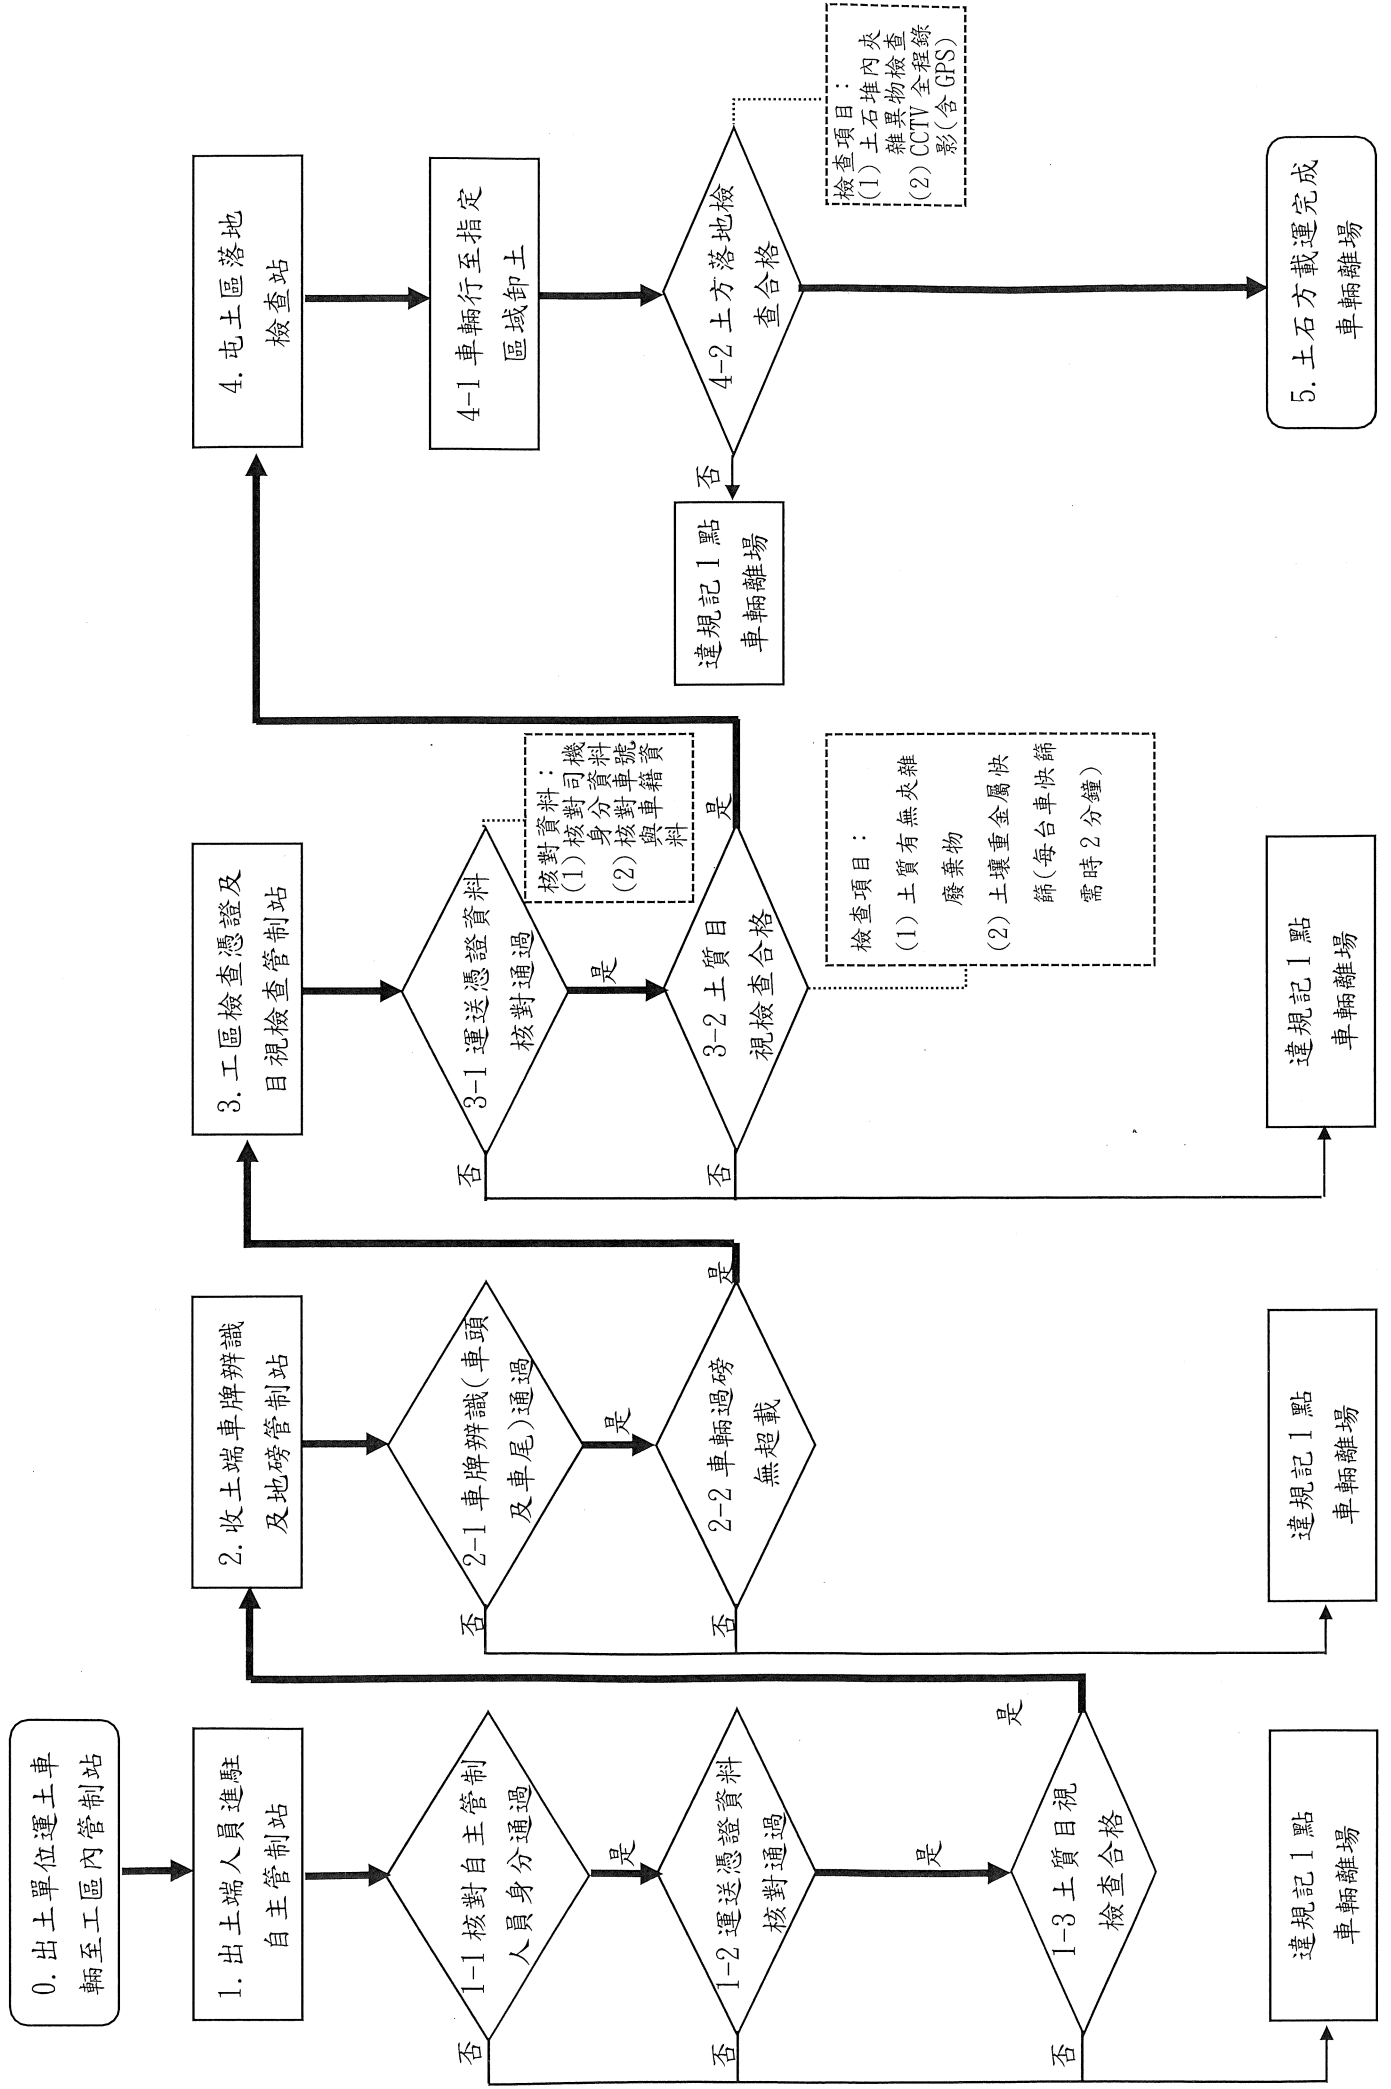 0. 出土單位運土車
輛至工區內管制站
1. 出土端人員進駐
自主管制站
1-1 核對自主管制
人員身分通過
是
否
1-2 運送憑證資料
核對通過
是
否
1-3 土質目視
檢查合格
是
否
違規記 1 點
車輛離場
2. 收土端車牌辨識
及地磅管制站
2-1 車牌辨識(車頭
及車尾)通過
是
否
2-2 車輛過磅
無超載
是
否
違規記 1 點
車輛離場
3. 工區檢查憑證及
目視檢查管制站
3-1 運送憑證資料
核對通過
是
否
核對資料：
(1) 核對司機
身分資料
(2) 核對車號
與車籍資
料
3-2 土質目
視檢查合格
是
否
檢查項目：
(1) 土質有無夾雜
廢棄物
(2) 土壤重金屬快
篩(每台車快篩
需時 2 分鐘)
違規記 1 點
車輛離場
4. 屯土區落地
檢查站
4-1 車輛行至指定
區域卸土
4-2 土方落地檢
查合格
否
違規記 1 點
車輛離場
檢查項目：
(1) 土石堆內夾
雜異物檢查
(2) CCTV 全程錄
影(含 GPS)
5. 土石方載運完成
車輛離場